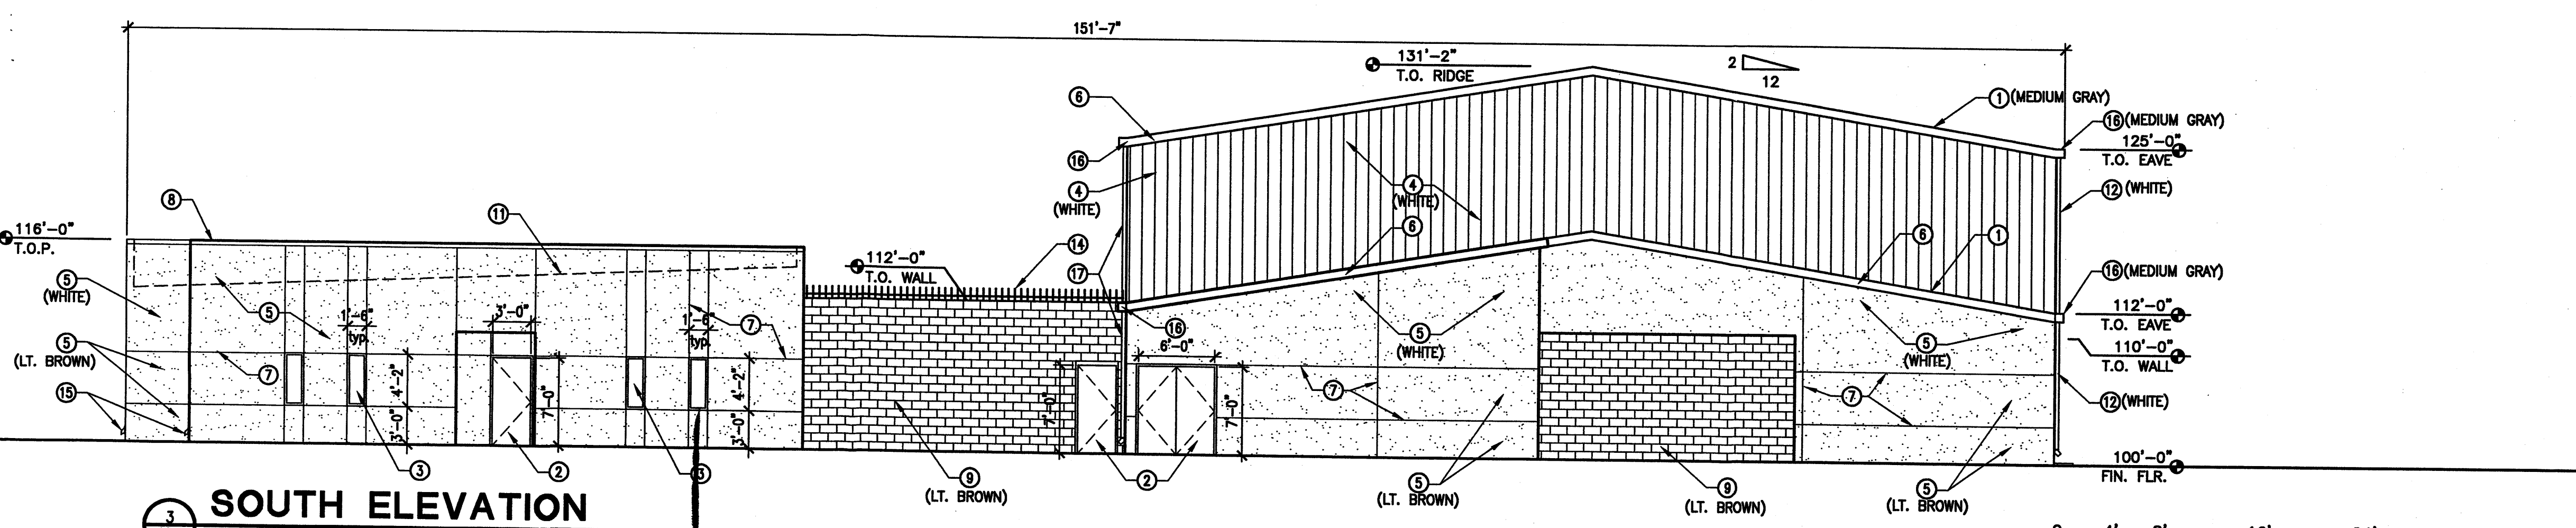 151'-7"
131'-2"
T.O. RIDGE
2
12
6
1 (MEDIUM GRAY)
16 (MEDIUM GRAY)
125'-0"
T.O. EAVE
16
4
(WHITE)
4
(WHITE)
12 (WHITE)
8
11
6
6
1
116'-0"
T.O.P.
14
112'-0"
T.O. WALL
17
16 (MEDIUM GRAY)
5
(WHITE)
5
1'-6"
typ.
3'-0"
1'-6"
typ.
7
16
6'-0"
5
(WHITE)
5
(WHITE)
112'-0"
T.O. EAVE
110'-0"
T.O. WALL
5
(LT. BROWN)
7
4'-2"
7'-0"
4'-2"
7
7
12 (WHITE)
15
3'-0"
3'-0"
7'-0"
7'-0"
3
2
3
9
(LT. BROWN)
2
5
(LT. BROWN)
9
(LT. BROWN)
5
(LT. BROWN)
100'-0"
FIN. FLR.
3
SOUTH ELEVATION